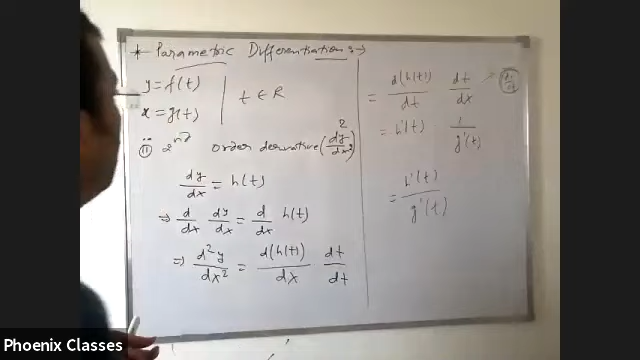 * Parametric Differentiation :→
y = f(t)
x = g(t)
t ∈ R
(ii) 2nd order derivative (d²y/dx²)
dy/dx = h(t)
⇒ d/dx dy/dx = d/dx h(t)
⇒ d²y/dx² = d(h(t))/dx dt/dt
= d(h(t))/dt dt/dx
= h'(t) 1/g'(t)
= h'(t)/g'(t)
Phoenix Classes